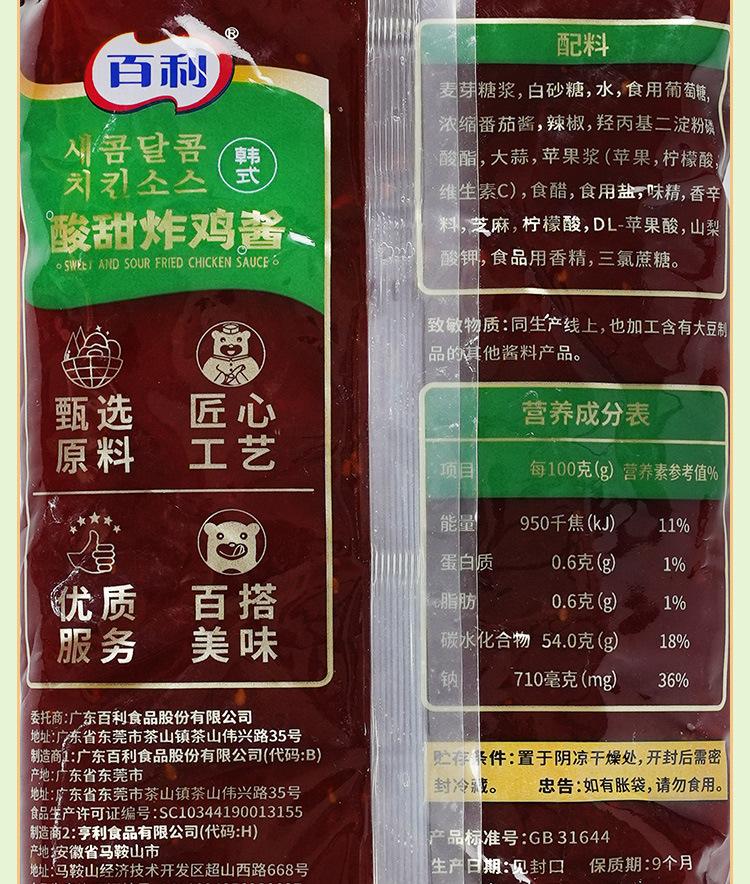 百利®
새콤달콤
치킨소스
韩式
酸甜炸鸡酱
SWEET AND SOUR FRIED CHICKEN SAUCE
甄选
原料
匠心
工艺
优质
服务
百搭
美味
委托商:广东百利食品股份有限公司
地址:广东省东莞市茶山镇茶山伟兴路35号
制造商1:广东百利食品股份有限公司(代码:B)
产地:广东省东莞市
地址:广东省东莞市茶山镇茶山伟兴路35号
食品生产许可证编号:SC10344190013155
制造商2:亨利食品有限公司(代码:H)
产地:安徽省马鞍山市
地址:马鞍山经济技术开发区超山西路668号
配料
麦芽糖浆,白砂糖,水,食用葡萄糖,
浓缩番茄酱,辣椒,羟丙基二淀粉磷
酸酯,大蒜,苹果浆(苹果,柠檬酸,
维生素C),食醋,食用盐,味精,香辛
料,芝麻,柠檬酸,DL-苹果酸,山梨
酸钾,食品用香精,三氯蔗糖。
致敏物质:同生产线上,也加工含有大豆制
品的其他酱料产品。
营养成分表
项目 每100克(g) 营养素参考值%
能量 950千焦(kJ) 11%
蛋白质 0.6克(g) 1%
脂肪 0.6克(g) 1%
碳水化合物 54.0克(g) 18%
钠 710毫克(mg) 36%
贮存条件:置于阴凉干燥处,开封后需密
封冷藏。 忠告:如有胀袋,请勿食用。
产品标准号:GB 31644
生产日期:见封口 保质期:9个月